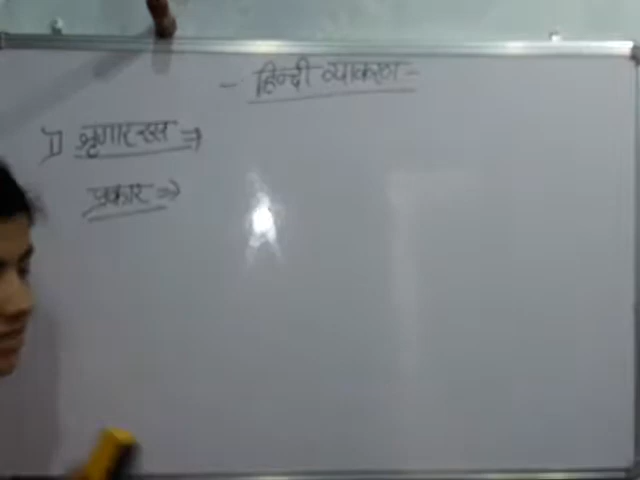 - हिन्दी व्याकरण -
1] श्रृंगार रस ⇒
प्रकार ⇒